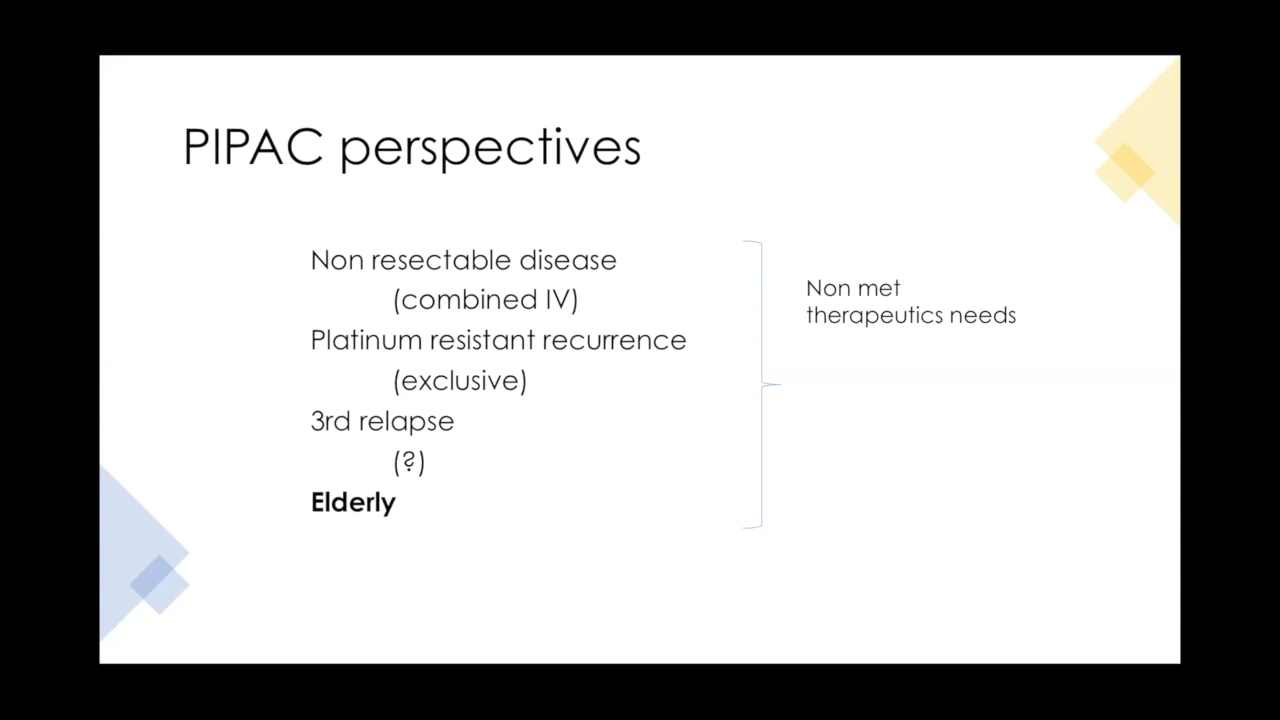 PIPAC perspectives
Non resectable disease
(combined IV)
Platinum resistant recurrence
(exclusive)
3rd relapse
(?)
Elderly
Non met
therapeutics needs